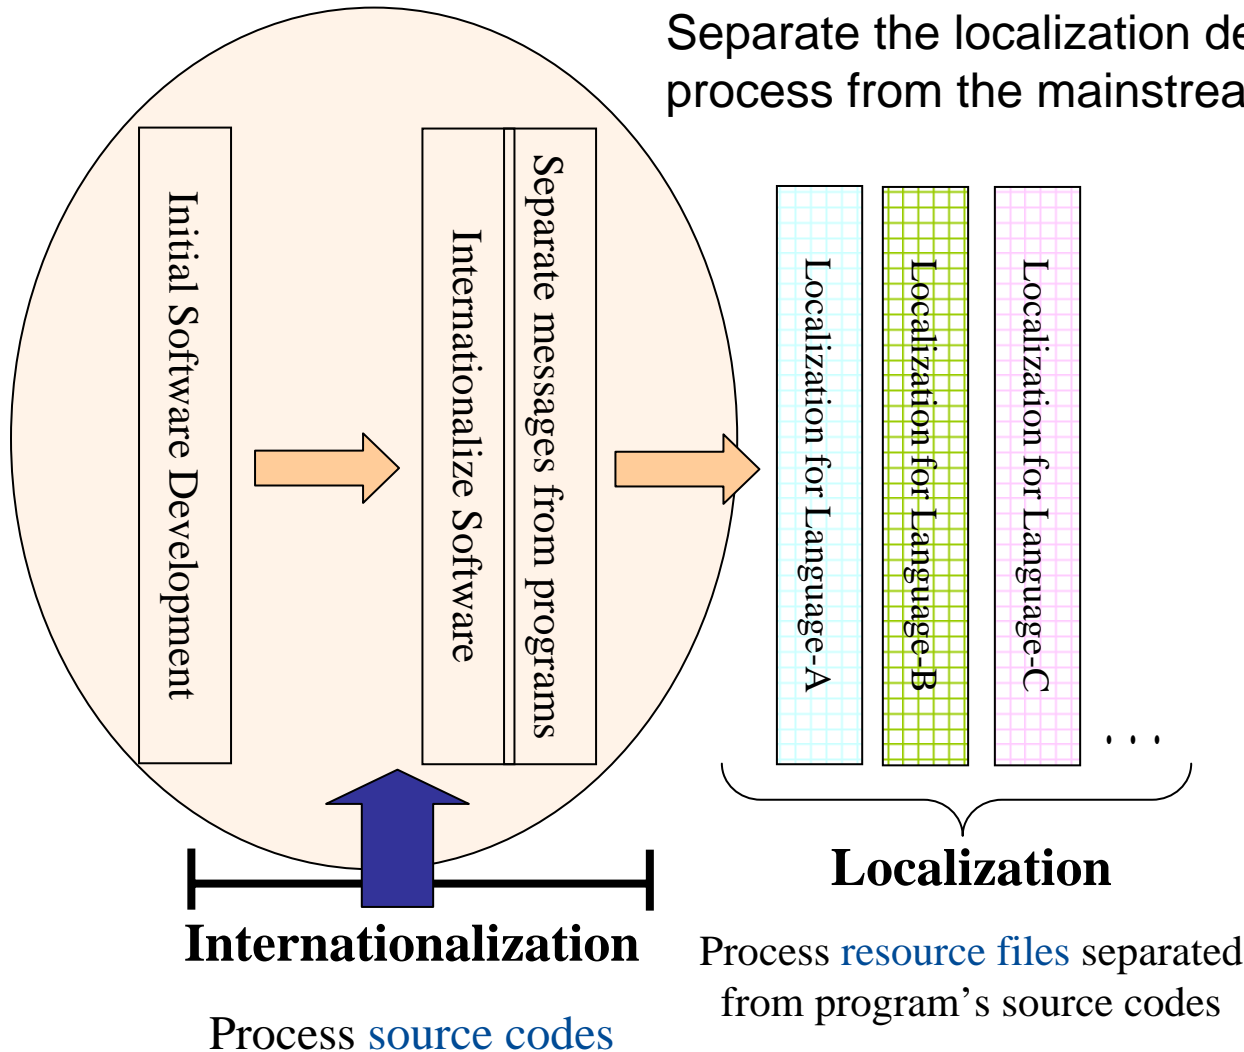 Separate the localization de
process from the mainstrea
Initial Software Development
Internationalize Software
Separate messages from programs
Localization for Language-A
Localization for Language-B
Localization for Language-C
. . .
Internationalization
Process source codes
Localization
Process resource files separated
from program’s source codes